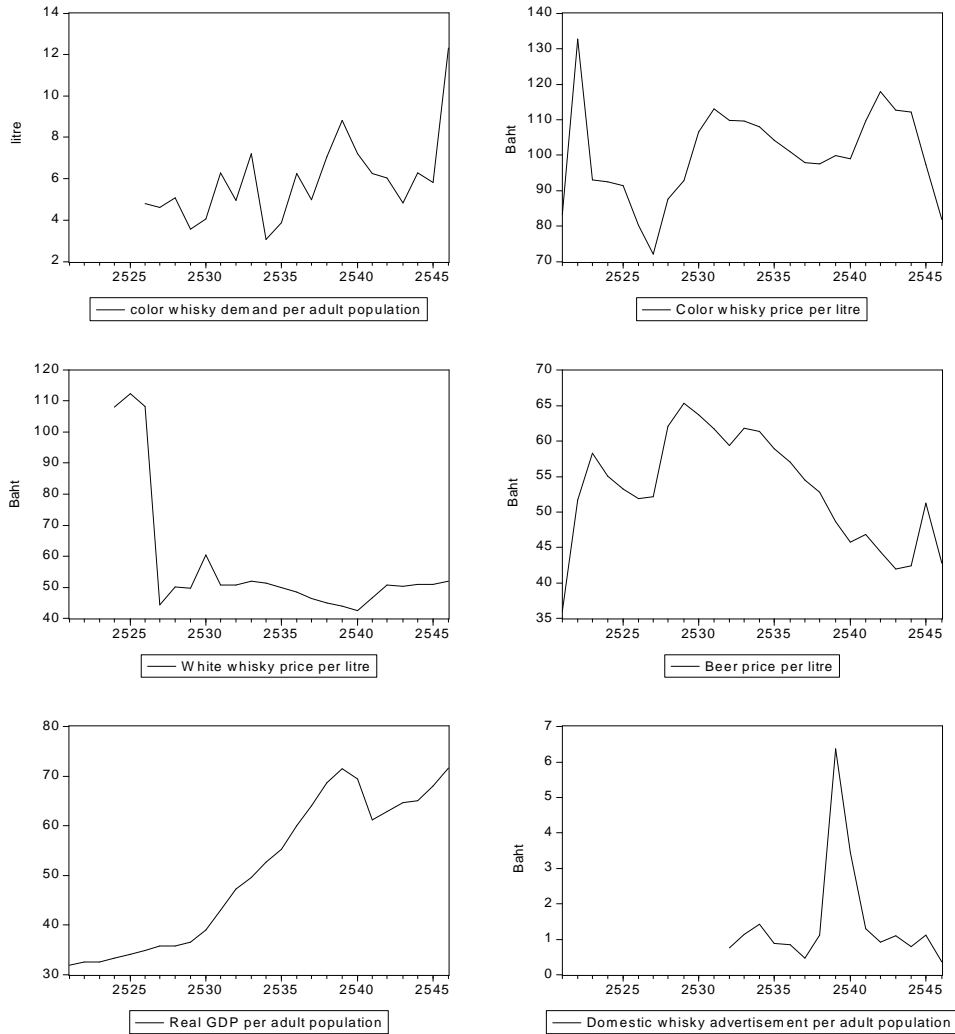 14
12
10
8
6
4
2
litre
2525 2530 2535 2540 2545
color whisky demand per adult population
140
130
120
110
100
90
80
70
Baht
2525 2530 2535 2540 2545
Color whisky price per litre
120
110
100
90
80
70
60
50
40
Baht
2525 2530 2535 2540 2545
White whisky price per litre
70
65
60
55
50
45
40
35
Baht
2525 2530 2535 2540 2545
Beer price per litre
80
70
60
50
40
30
2525 2530 2535 2540 2545
Real GDP per adult population
7
6
5
4
3
2
1
0
Baht
2525 2530 2535 2540 2545
Domestic whisky advertisement per adult population